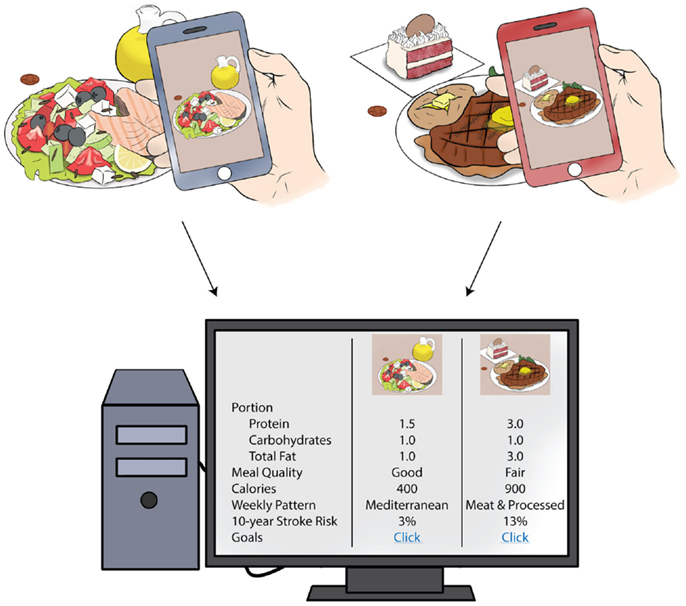 Portion
Protein 1.5 3.0
Carbohydrates 1.0 1.0
Total Fat 1.0 3.0
Meal Quality Good Fair
Calories 400 900
Weekly Pattern Mediterranean Meat & Processed
10-year Stroke Risk 3% 13%
Goals Click Click